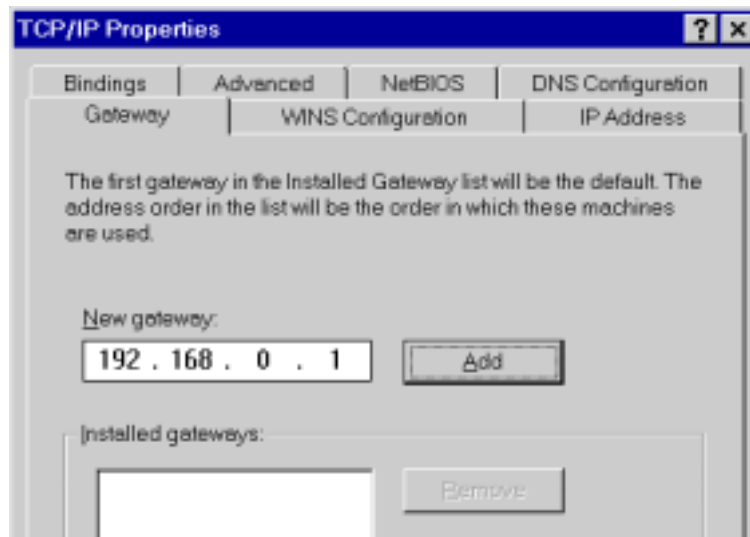 TCP/IP Properties
Bindings Advanced NetBIOS DNS Configuration
Gateway WINS Configuration IP Address
The first gateway in the Installed Gateway list will be the default. The
address order in the list will be the order in which these machines
are used.
New gateway:
192 . 168 . 0 . 1 Add
Installed gateways:
Remove